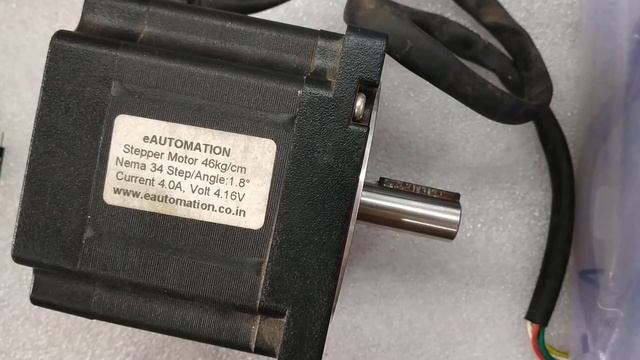 eAUTOMATION
Stepper Motor 46kg/cm
Nema 34 Step/Angle:1.8°
Current 4.0A, Volt 4.16V
www.eautomation.co.in